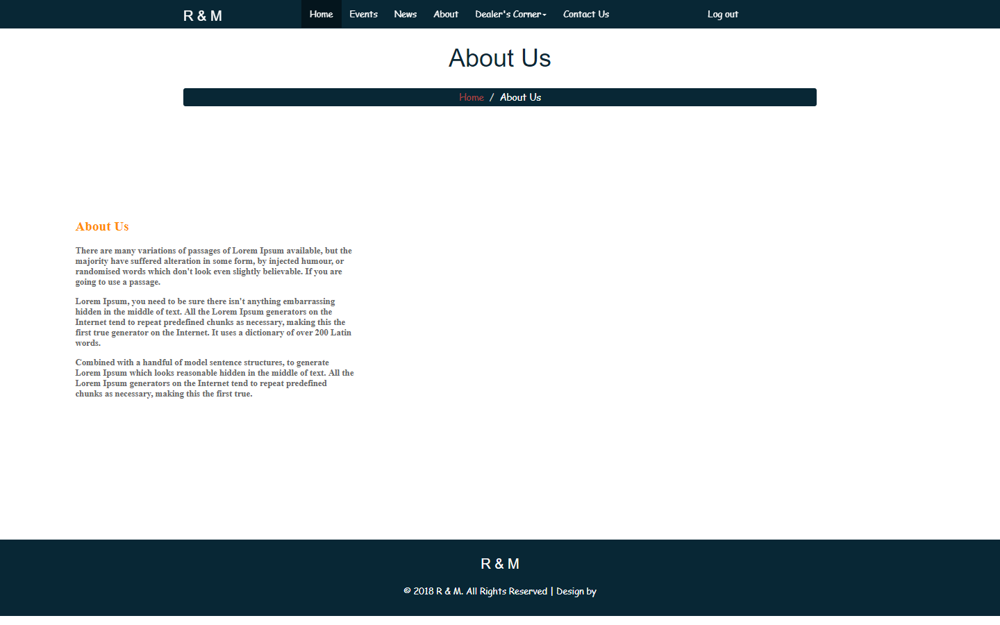 R & M Home Events News About Dealer's Corner Contact Us Log out
About Us
Home / About Us
About Us
There are many variations of passages of Lorem Ipsum available, but the
majority have suffered alteration in some form, by injected humour, or
randomised words which don't look even slightly believable. If you are
going to use a passage.
Lorem Ipsum, you need to be sure there isn't anything embarrassing
hidden in the middle of text. All the Lorem Ipsum generators on the
Internet tend to repeat predefined chunks as necessary, making this the
first true generator on the Internet. It uses a dictionary of over 200 Latin
words.
Combined with a handful of model sentence structures, to generate
Lorem Ipsum which looks reasonable hidden in the middle of text. All the
Lorem Ipsum generators on the Internet tend to repeat predefined
chunks as necessary, making this the first true.
R & M
© 2018 R & M. All Rights Reserved | Design by